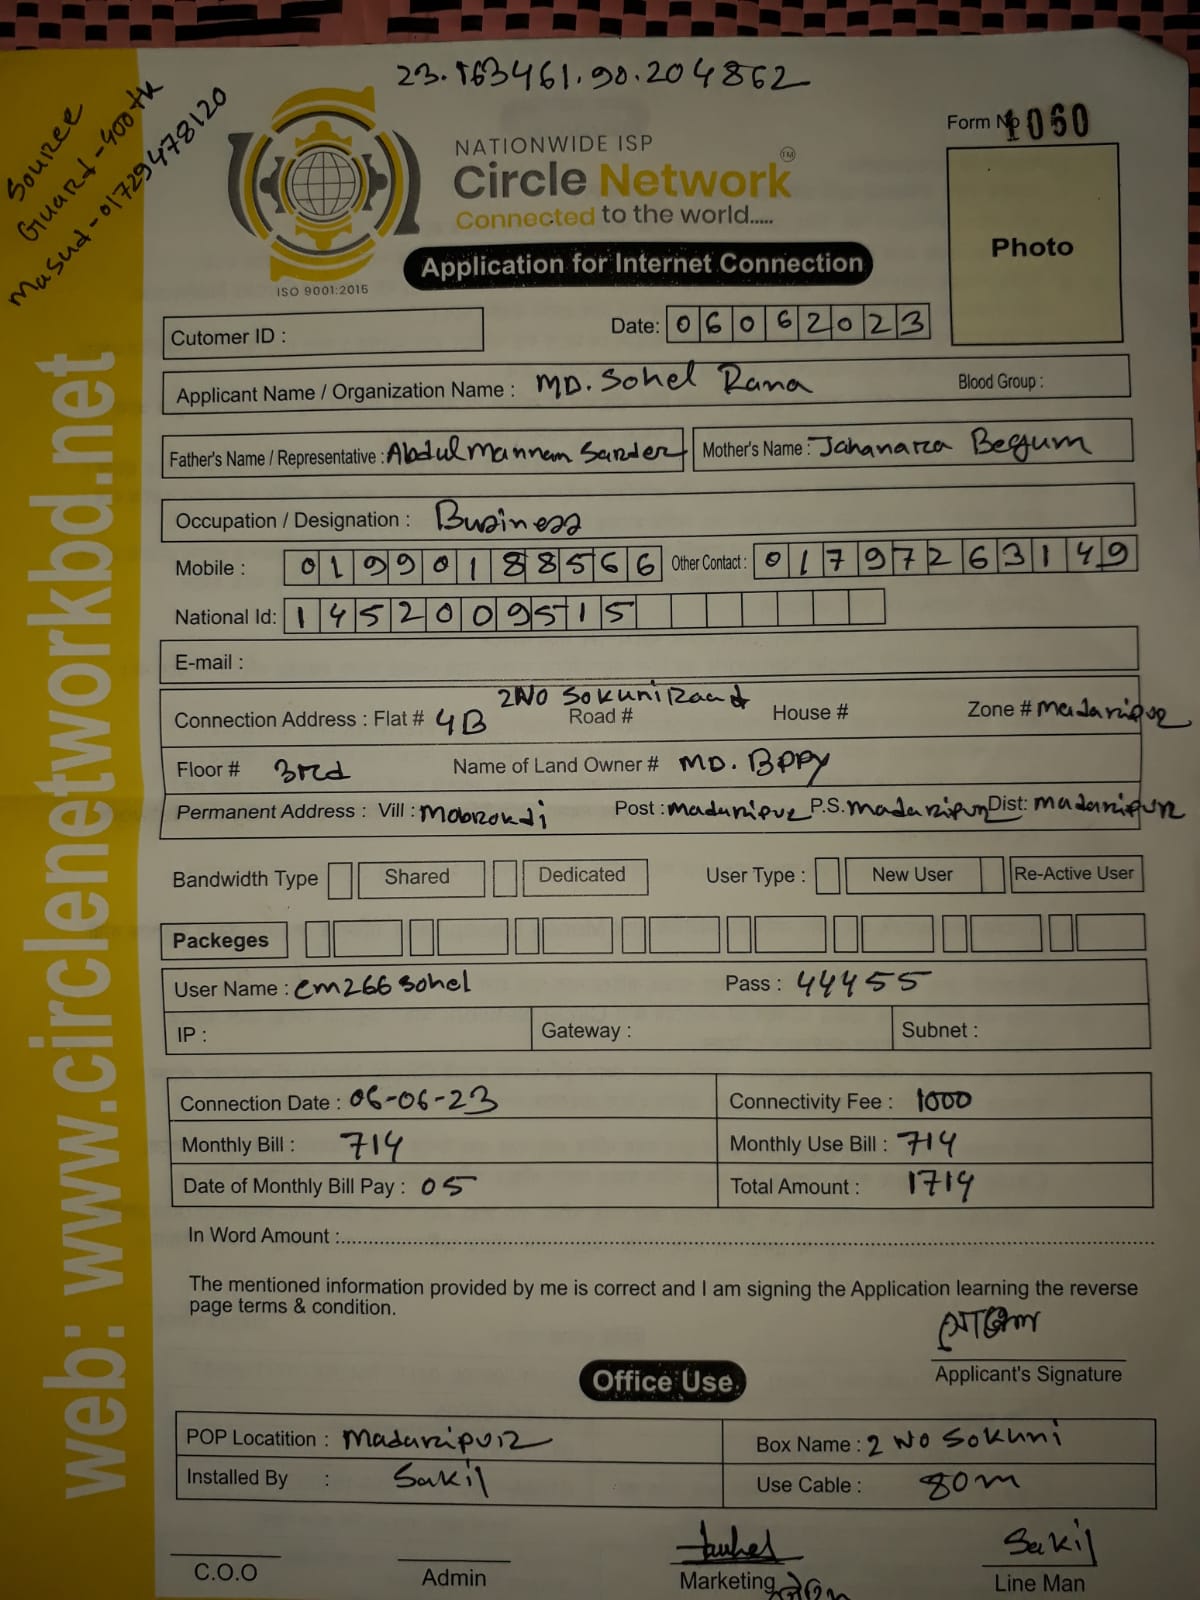 23.163461.90.204862
Source
Guard-400tk
Masud-01729478120
NATIONWIDE ISP
Circle Network
TM
Connected to the world.....
ISO 9001:2015
Form No 1060
Photo
Application for Internet Connection
Cutomer ID :
Date: 06062023
Applicant Name / Organization Name : MD. Sohel Rana Blood Group :
Father's Name / Representative : Abdul Mannam Sarder Mother's Name : Jahanara Begum
Occupation / Designation : Business
Mobile : 01990188566 Other Contact : 01797263149
National Id: 1452009515
E-mail :
Connection Address : Flat # 4B Road # 2NO Sokuni Raad House # Zone # Madaripur
Floor # 3rd Name of Land Owner # MD. Bppy
Permanent Address : Vill : Post : Madaripur P.S. Madaripur Dist: Madaripur
Bandwidth Type Shared Dedicated User Type : New User Re-Active User
Packeges
User Name : cm266sohel Pass : 44455
IP : Gateway : Subnet :
Connection Date : 06-06-23 Connectivity Fee : 1000
Monthly Bill : 714 Monthly Use Bill : 714
Date of Monthly Bill Pay : 05 Total Amount : 1714
In Word Amount :
The mentioned information provided by me is correct and I am signing the Application learning the reverse
page terms & condition.
সোহেল
Applicant's Signature
Office Use
POP Locatition : Madaripur Box Name : 2 NO Sokuni
Installed By : Sakil Use Cable : 80m
Sakil
C.O.O Admin Marketing Line Man
web: www.circlenetworkbd.net